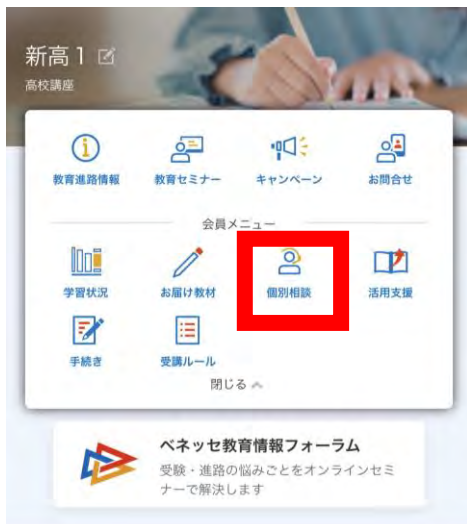 新高1
高校講座
教育進路情報 教育セミナー キャンペーン お問合せ
会員メニュー
学習状況 お届け教材 個別相談 活用支援
手続き 受講ルール
閉じる
ベネッセ教育情報フォーラム
受験・進路の悩みごとをオンラインセミ
ナーで解決します